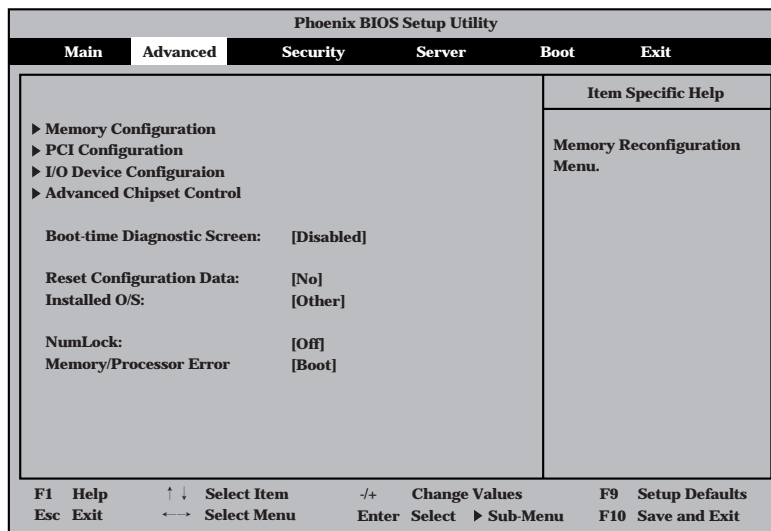 Phoenix BIOS Setup Utility
Main Advanced Security Server Boot Exit
Item Specific Help
▶ Memory Configuration
▶ PCI Configuration
▶ I/O Device Configuraion
▶ Advanced Chipset Control
Memory Reconfiguration
Menu.
Boot-time Diagnostic Screen: [Disabled]
Reset Configuration Data: [No]
Installed O/S: [Other]
NumLock: [Off]
Memory/Processor Error [Boot]
F1 Help ↑ ↓ Select Item -/+ Change Values F9 Setup Defaults
Esc Exit ←→ Select Menu Enter Select ▶ Sub-Menu F10 Save and Exit